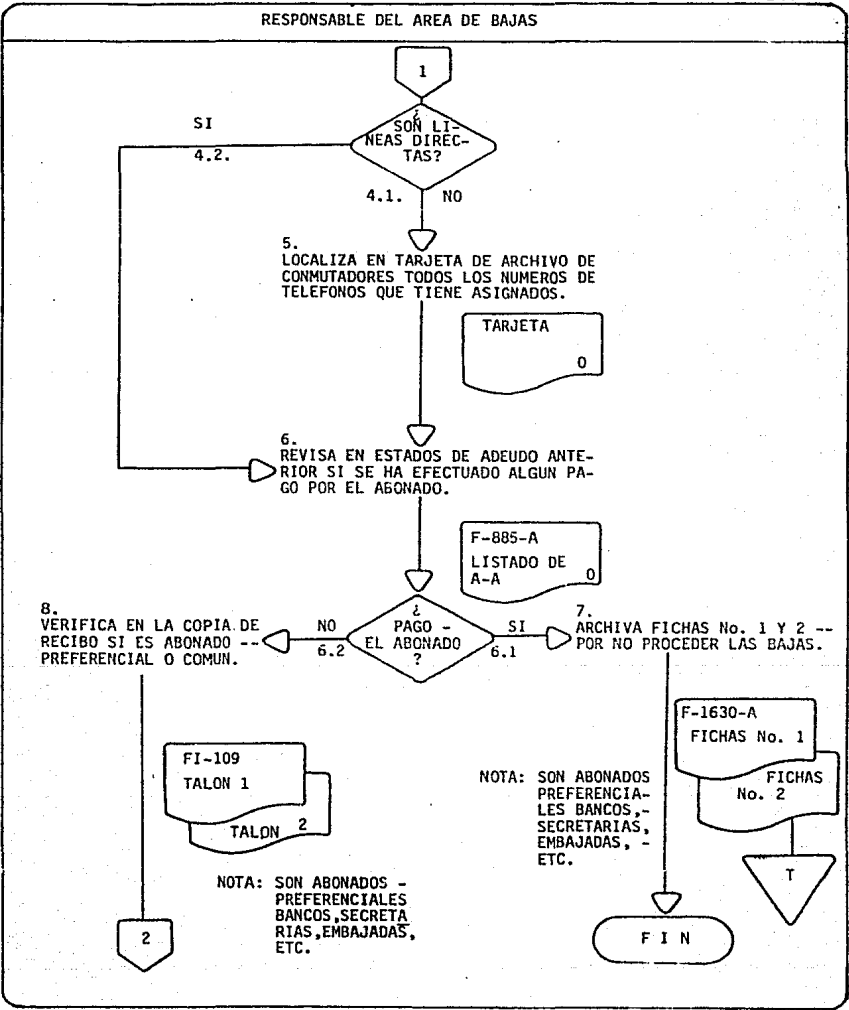 RESPONSABLE DEL AREA DE BAJAS
1
¿
SON LI-
NEAS DIREC-
TAS?
SI
4.2.
4.1. NO
5.
LOCALIZA EN TARJETA DE ARCHIVO DE
CONMUTADORES TODOS LOS NUMEROS DE
TELEFONOS QUE TIENE ASIGNADOS.
TARJETA
0
6.
REVISA EN ESTADOS DE ADEUDO ANTE-
RIOR SI SE HA EFECTUADO ALGUN PA-
GO POR EL ABONADO.
F-885-A
LISTADO DE
A-A 0
¿
PAGO -
EL ABONADO
?
NO
6.2
SI
6.1
8.
VERIFICA EN LA COPIA DE
RECIBO SI ES ABONADO --
PREFERENCIAL O COMUN.
7.
ARCHIVA FICHAS No. 1 Y 2 --
POR NO PROCEDER LAS BAJAS.
FI-109
TALON 1
TALON 2
F-1630-A
FICHAS No. 1
FICHAS
No. 2
T
NOTA: SON ABONADOS
PREFERENCIA-
LES BANCOS,-
SECRETARIAS,
EMBAJADAS, -
ETC.
NOTA: SON ABONADOS -
PREFERENCIALES
BANCOS,SECRETA
RIAS,EMBAJADAS,
ETC.
2
F I N